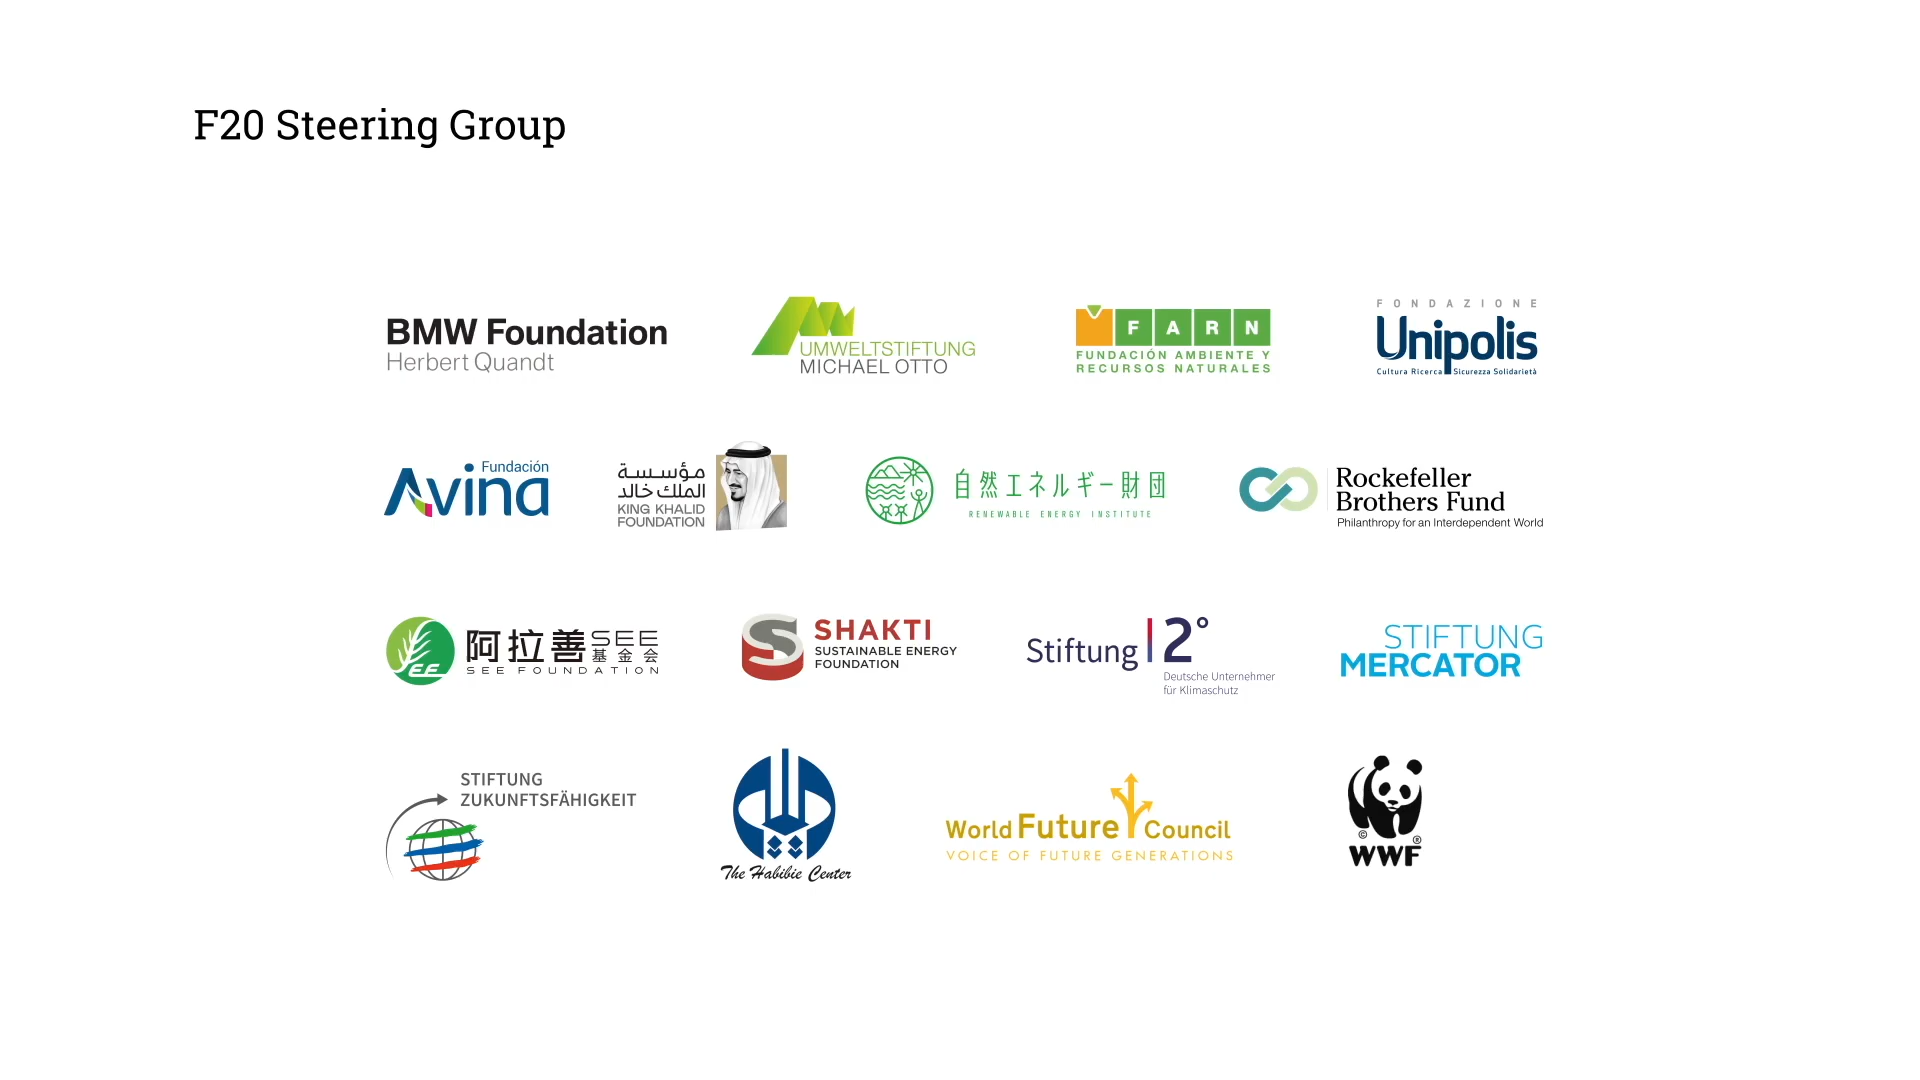 F20 Steering Group
BMW Foundation
Herbert Quandt
UMWELTSTIFTUNG
MICHAEL OTTO
FARN
FUNDACIÓN AMBIENTE Y
RECURSOS NATURALES
FONDAZIONE
Unipolis
Cultura Ricerca Sicurezza Solidarietà
Fundación
Avina
مؤسسة
الملك خالد
KING KHALID
FOUNDATION
自然エネルギー財団
RENEWABLE ENERGY INSTITUTE
Rockefeller
Brothers Fund
Philanthropy for an Interdependent World
SEE
阿拉善SEE
基金会
SEE FOUNDATION
SHAKTI
SUSTAINABLE ENERGY
FOUNDATION
Stiftung 2°
Deutsche Unternehmer
für Klimaschutz
STIFTUNG
MERCATOR
STIFTUNG
ZUKUNFTSFÄHIGKEIT
The Habibie Center
World Future Council
VOICE OF FUTURE GENERATIONS
©
®
WWF